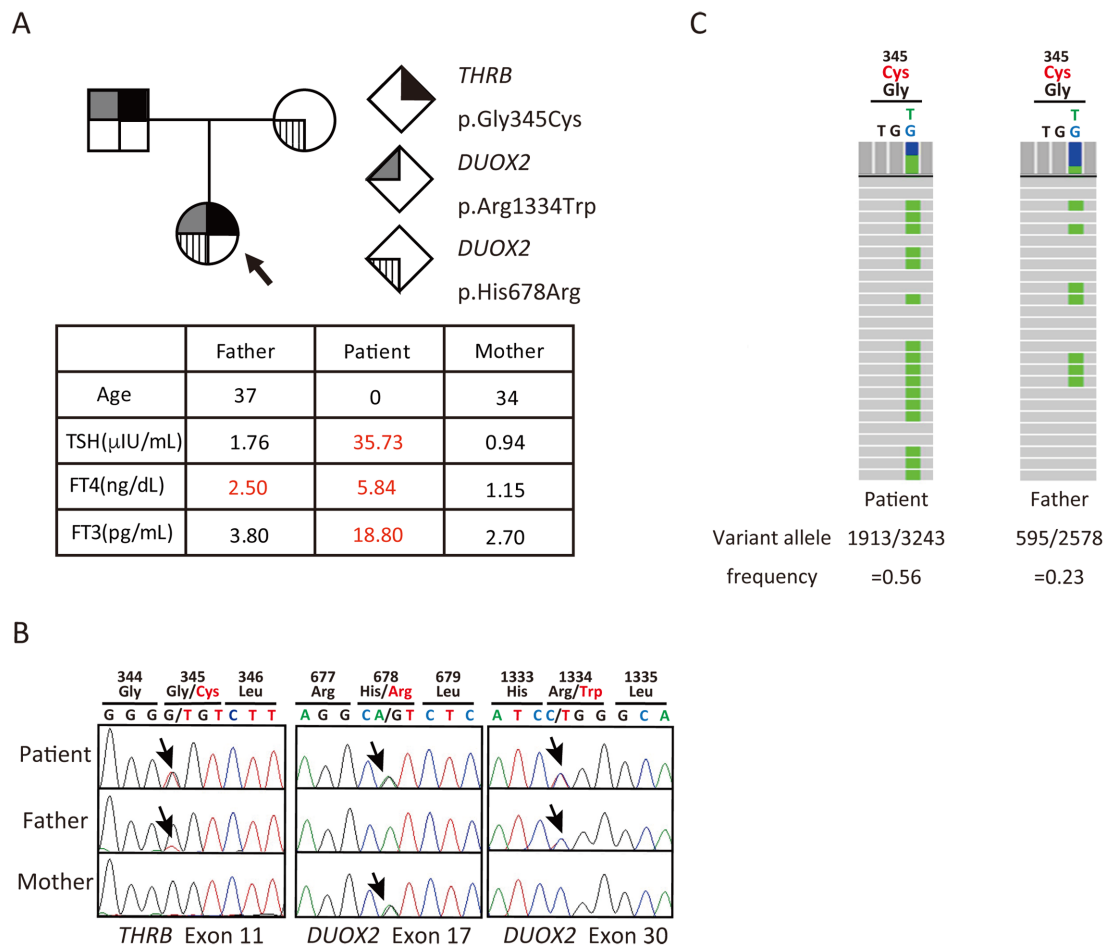 A
THRB
p.Gly345Cys
DUOX2
p.Arg1334Trp
DUOX2
p.His678Arg
Father Patient Mother
Age 37 0 34
TSH(μIU/mL) 1.76 35.73 0.94
FT4(ng/dL) 2.50 5.84 1.15
FT3(pg/mL) 3.80 18.80 2.70
B
344 345 346 677 678 679 1333 1334 1335
Gly Gly/Cys Leu Arg His/Arg Leu His Arg/Trp Leu
G G G G/T G T C T T A G G C A/G T C T C A T C C/T G G G C A
Patient
Father
Mother
THRB Exon 11 DUOX2 Exon 17 DUOX2 Exon 30
C
345 345
Cys Cys
Gly Gly
T T
T G G T G G
Patient Father
Variant allele 1913/3243 595/2578
frequency =0.56 =0.23